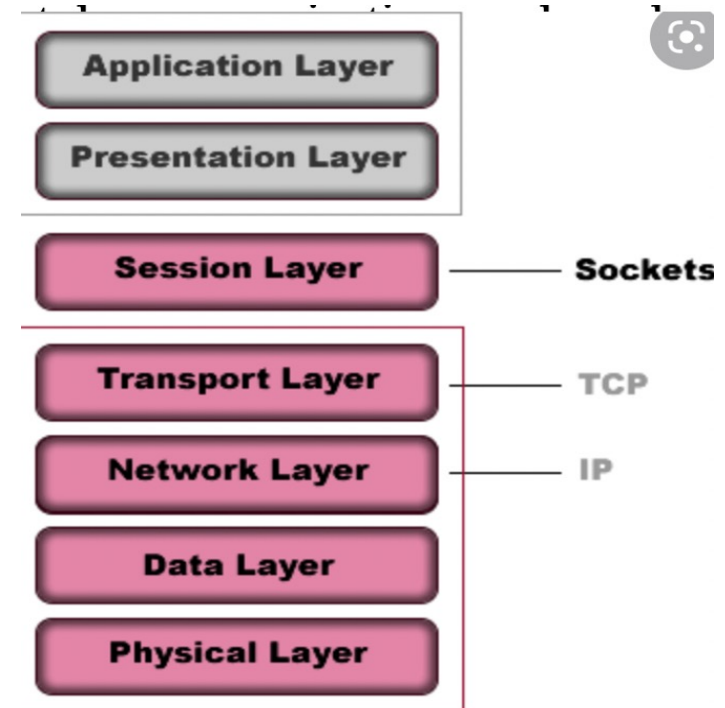 Application Layer
Presentation Layer
Session Layer
Sockets
Transport Layer
TCP
Network Layer
IP
Data Layer
Physical Layer